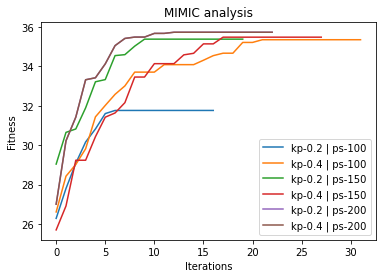 MIMIC analysis
Fitness
36
34
32
30
28
26
0
5
10
15
20
25
30
Iterations
kp-0.2 | ps-100
kp-0.4 | ps-100
kp-0.2 | ps-150
kp-0.4 | ps-150
kp-0.2 | ps-200
kp-0.4 | ps-200